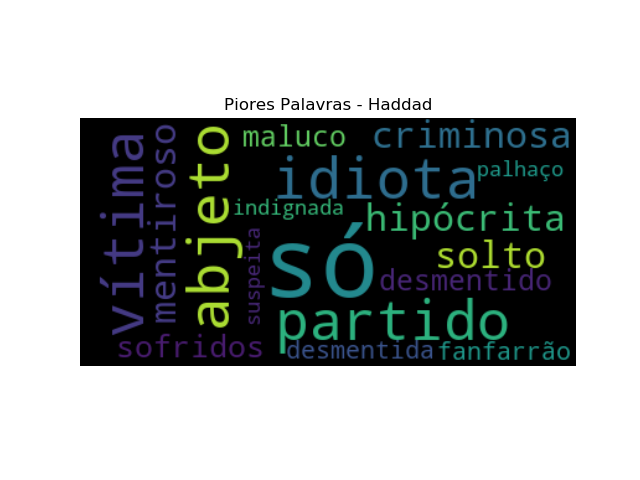 Piores Palavras - Haddad
vítima
mentiroso
abjeto
maluco
criminosa
idiota
palhaço
indignada
hipócrita
suspeita
só
solto
desmentido
partido
sofridos
desmentida
fanfarrão